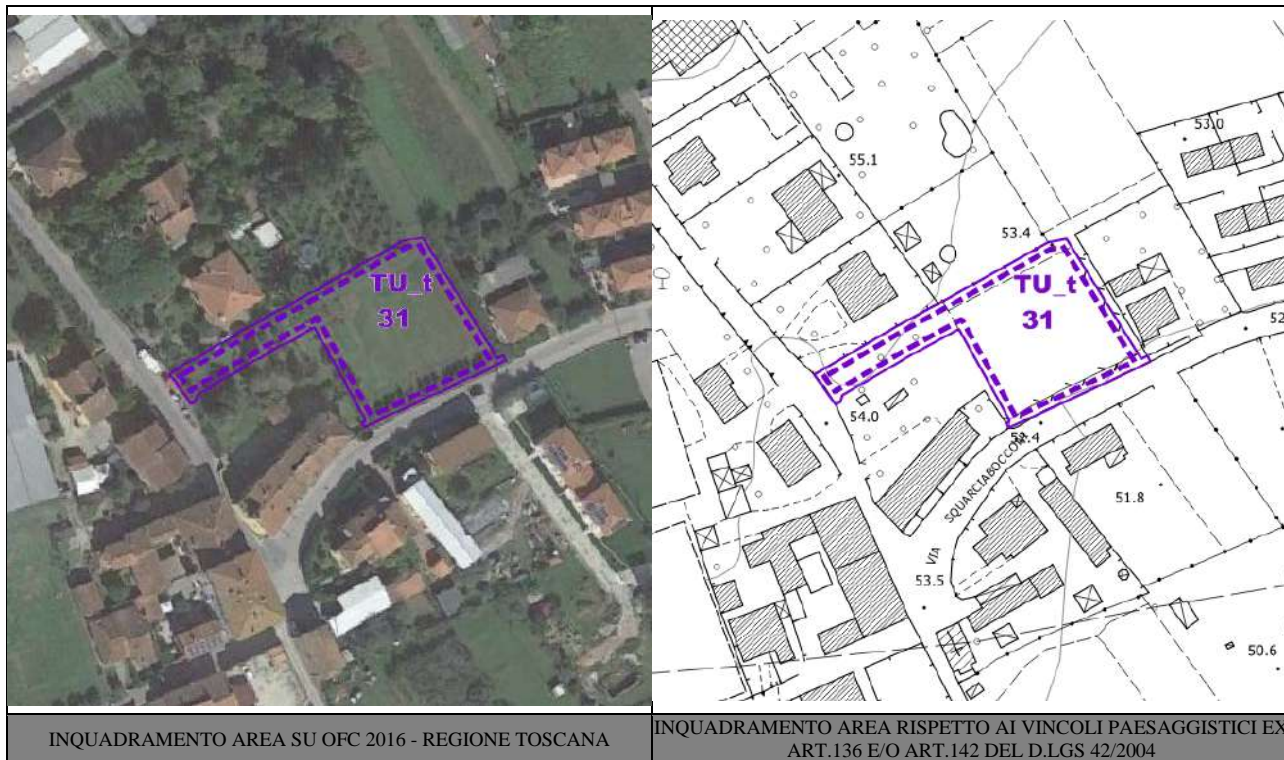 TU_t
31
INQUADRAMENTO AREA SU OFC 2016 - REGIONE TOSCANA
53.0
55.1
53.4
TU_t
31
52
54.0
SQUARCIABOCCONI
VIA
51.8
53.5
50.6
INQUADRAMENTO AREA RISPETTO AI VINCOLI PAESAGGISTICI EX
ART.136 E/O ART.142 DEL D.LGS 42/2004